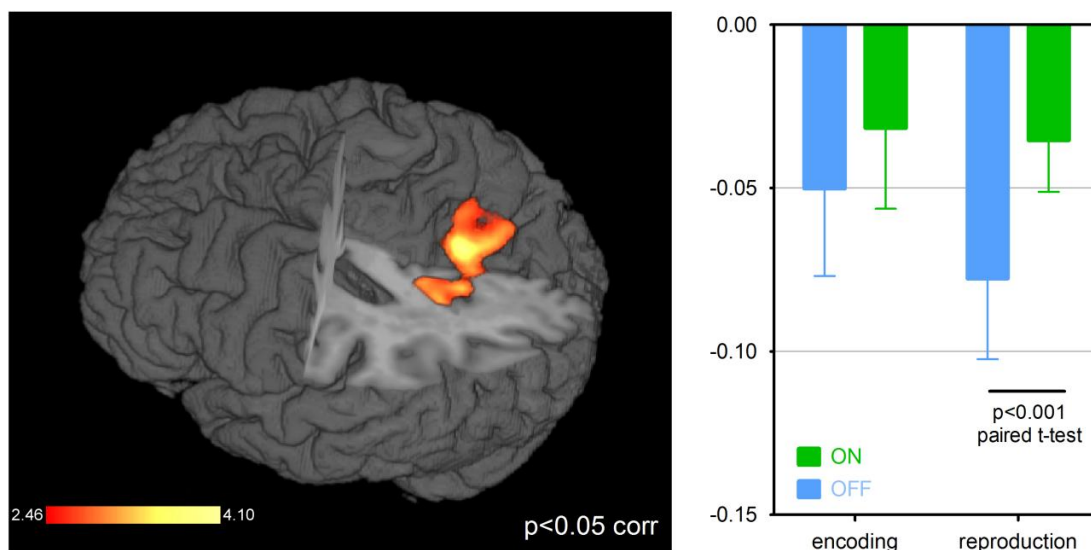 2.46
4.10
p<0.05 corr
0.00
-0.05
-0.10
-0.15
p<0.001
paired t-test
ON
OFF
encoding
reproduction